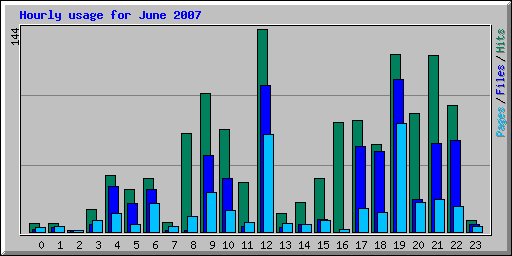 Hourly usage for June 2007
144
Pages / Files / Hits
0 1 2 3 4 5 6 7 8 9 10 11 12 13 14 15 16 17 18 19 20 21 22 23